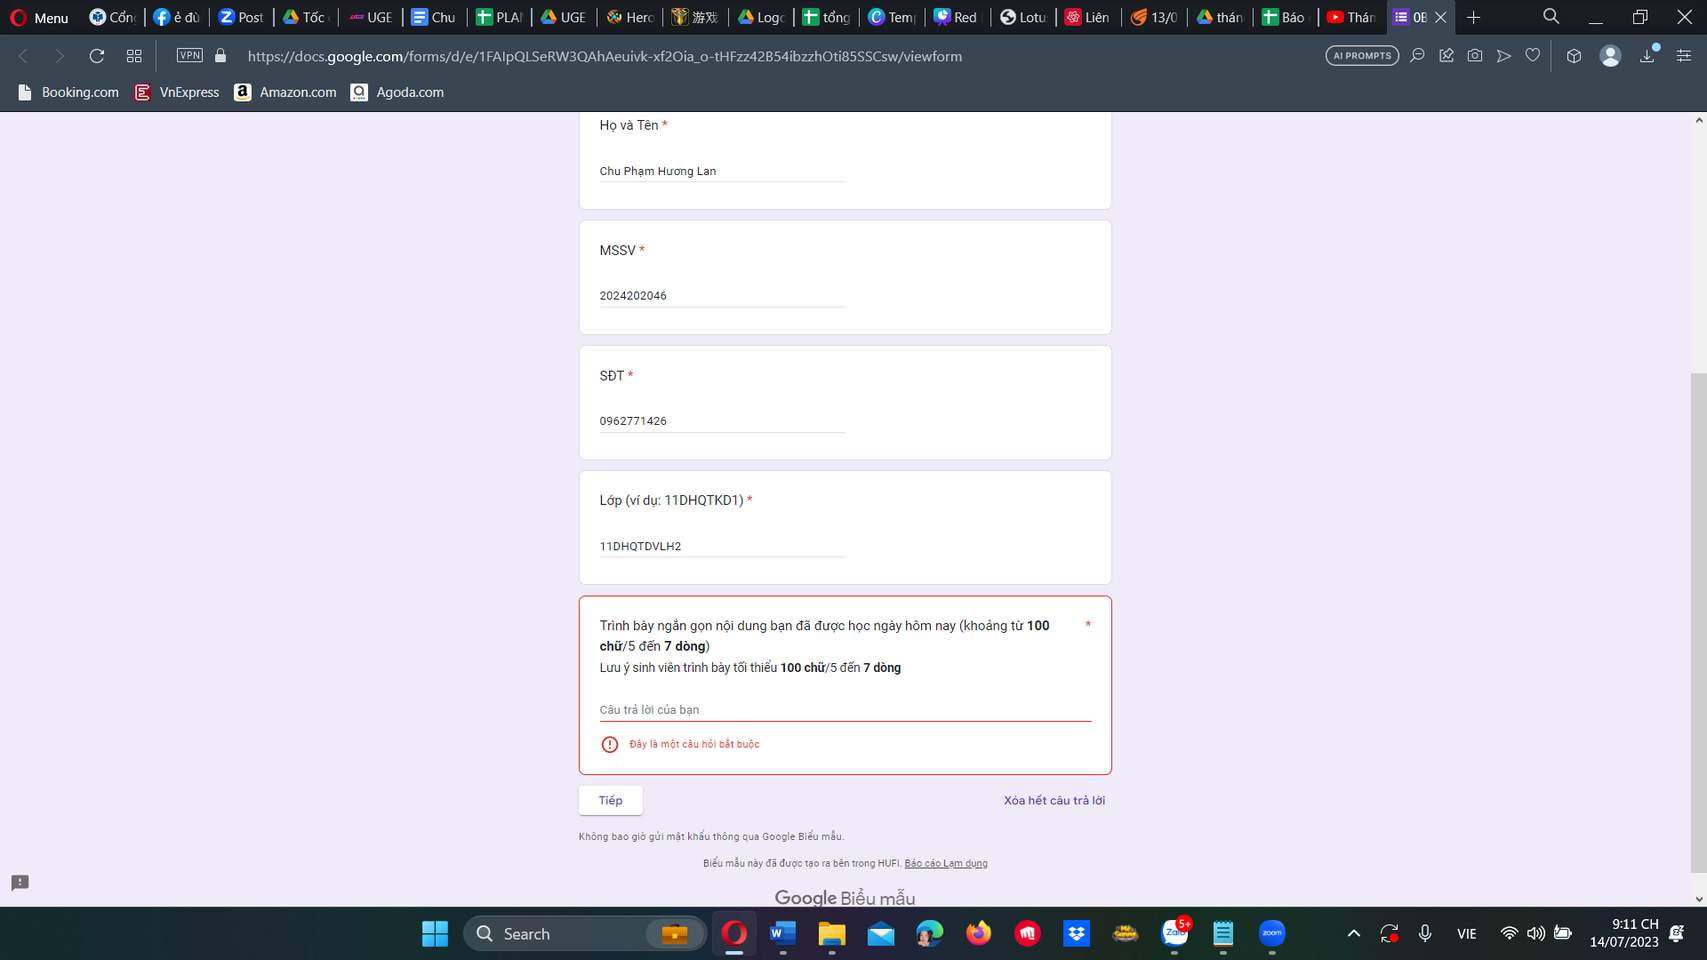 Menu
Cổng
ẻ đù
Post
Tốc
UGE
Chu
PLAN
UGE
Hero
游戏
Logo
tổng
Temp
Red
Lotus
Liên
13/0
thán
Báo
Thán
0B
VPN
https://docs.google.com/forms/d/e/1FAIpQLSeRW3QAhAeuivk-xf2Oia_o-tHFzz42B54ibzzhOti85SSCsw/viewform
AI PROMPTS
Booking.com
VnExpress
Amazon.com
Agoda.com
Họ và Tên *
Chu Phạm Hương Lan
MSSV *
2024202046
SĐT *
0962771426
Lớp (ví dụ: 11DHQTKD1) *
11DHQTDVLH2
Trình bày ngắn gọn nội dung bạn đã được học ngày hôm nay (khoảng từ 100 *
chữ/5 đến 7 dòng)
Lưu ý sinh viên trình bày tối thiểu 100 chữ/5 đến 7 dòng
Câu trả lời của bạn
Đây là một câu hỏi bắt buộc
Tiếp
Xóa hết câu trả lời
Không bao giờ gửi mật khẩu thông qua Google Biểu mẫu.
Biểu mẫu này đã được tạo ra bên trong HUFI. Báo cáo Lạm dụng
Google Biểu mẫu
Search
Zalo
5+
zoom
VIE
9:11 CH
14/07/2023